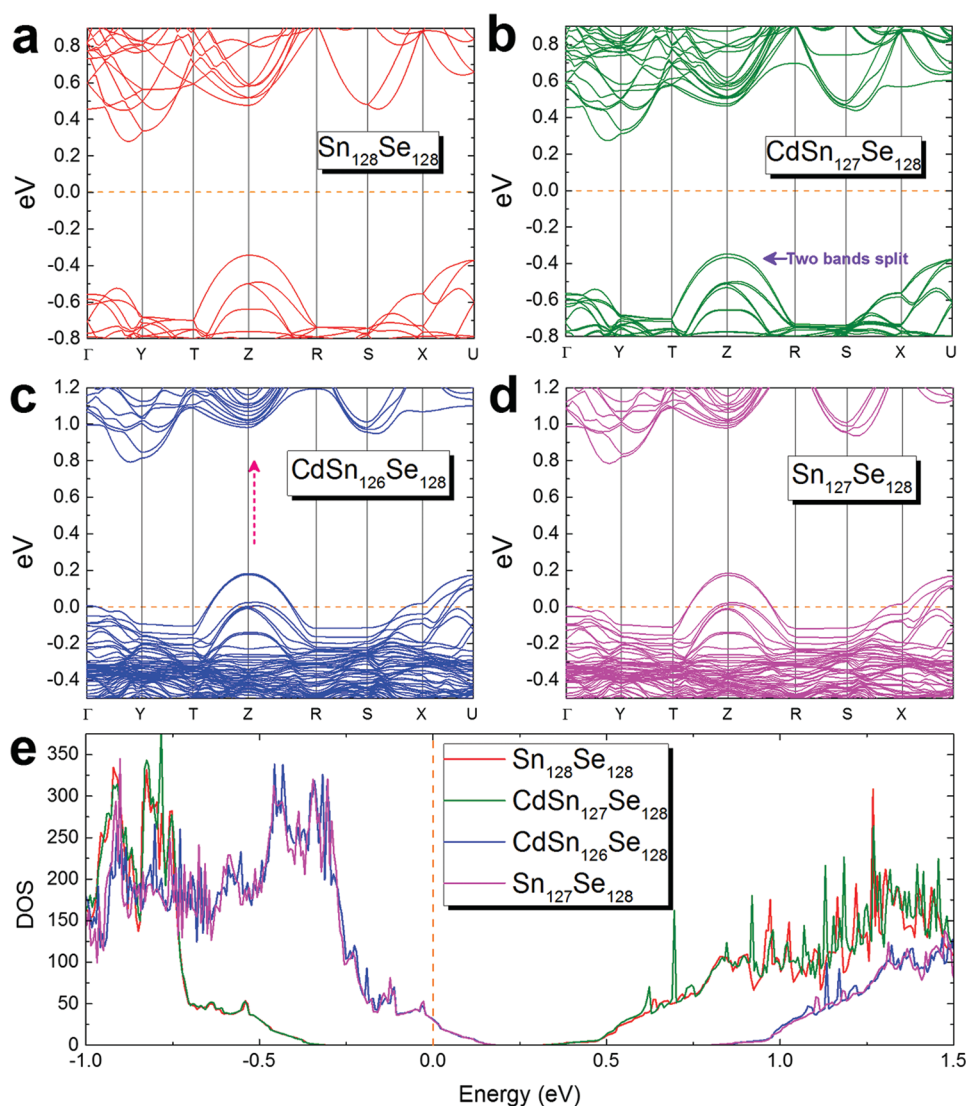 a
0.8
0.6
0.4
0.2
0.0
-0.2
-0.4
-0.6
-0.8
eV
Sn₁₂₈Se₁₂₈
Γ Y T Z R S X U
b
0.8
0.6
0.4
0.2
0.0
-0.2
-0.4
-0.6
-0.8
eV
CdSn₁₂₇Se₁₂₈
Two bands split
Γ Y T Z R S X U
c
1.2
1.0
0.8
0.6
0.4
0.2
0.0
-0.2
-0.4
eV
CdSn₁₂₆Se₁₂₈
Γ Y T Z R S X U
d
1.2
1.0
0.8
0.6
0.4
0.2
0.0
-0.2
-0.4
eV
Sn₁₂₇Se₁₂₈
Γ Y T Z R S X
e
350
300
250
200
150
100
50
0
DOS
Sn₁₂₈Se₁₂₈
CdSn₁₂₇Se₁₂₈
CdSn₁₂₆Se₁₂₈
Sn₁₂₇Se₁₂₈
-1.0 -0.5 0.0 0.5 1.0 1.5
Energy (eV)